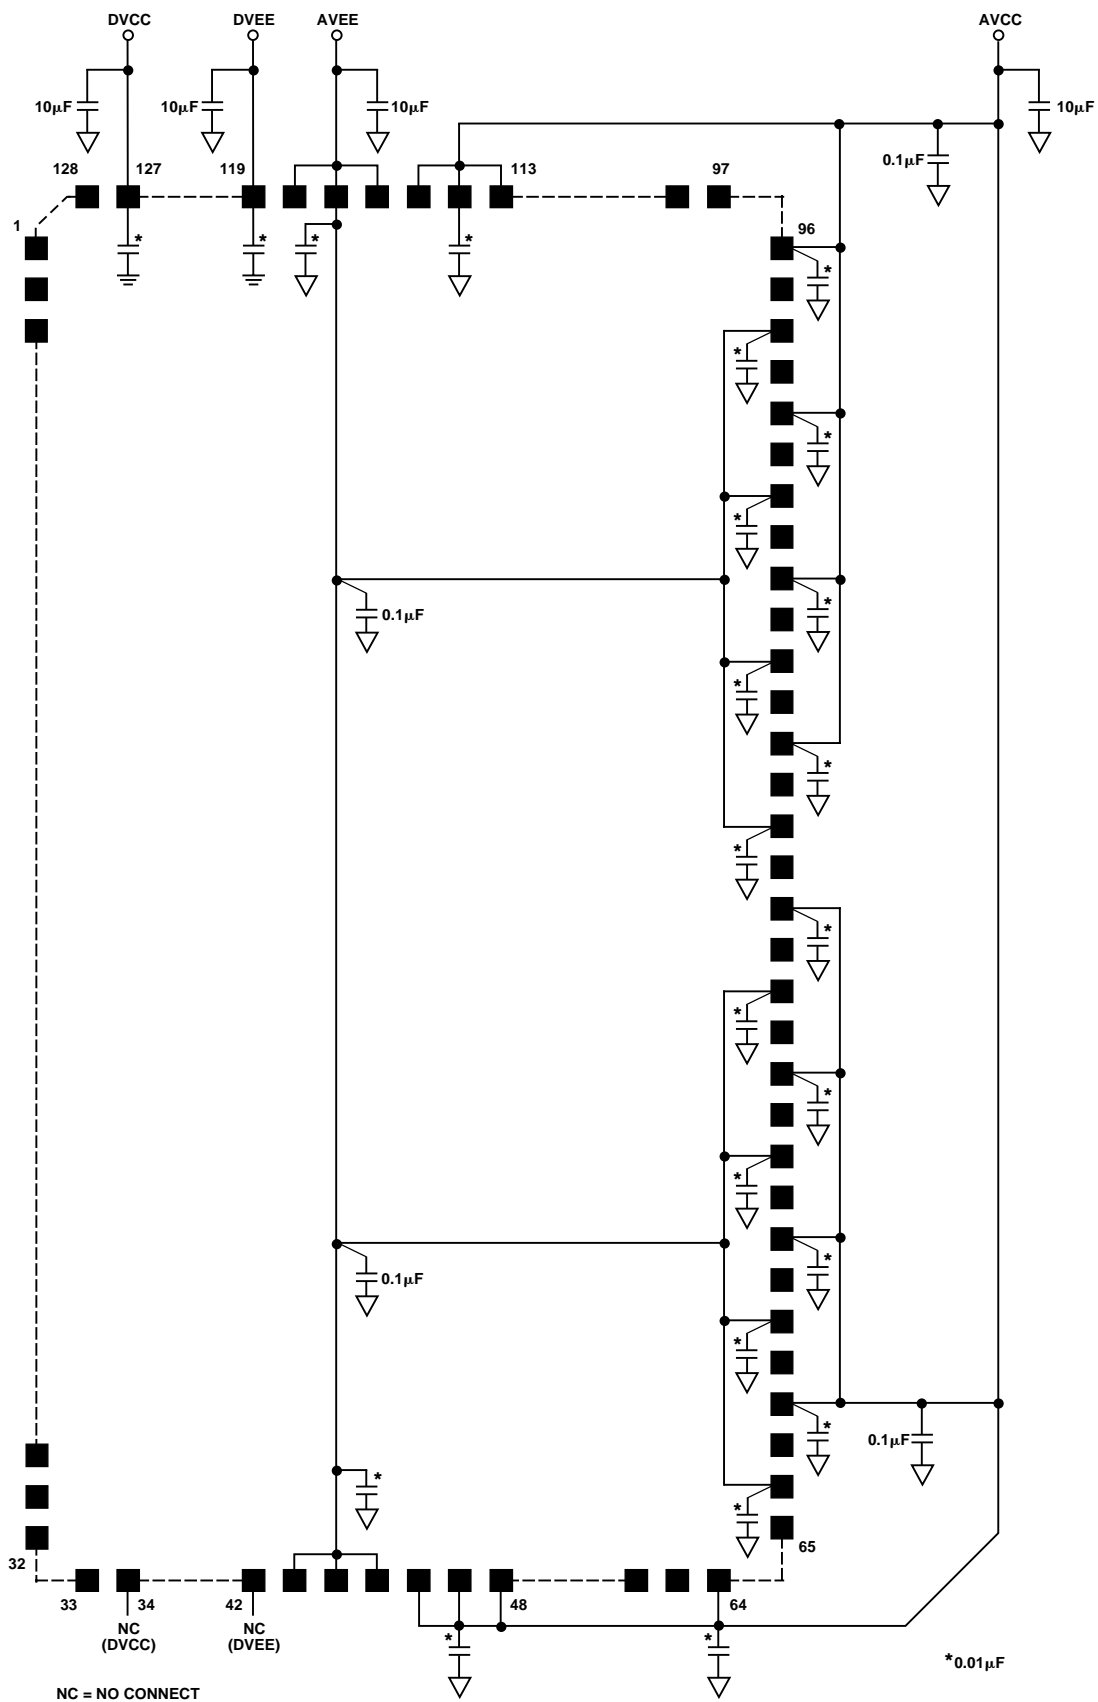 DVCC DVEE AVEE AVCC
10μF 10μF 10μF 10μF
0.1μF
128 127 119 113 97
1 * * * * 96
*
*
*
*
0.1μF *
*
*
*
*
*
*
*
0.1μF *
*
* 0.1μF
*
*
32 65
33 34 42 48 64
NC NC
(DVCC) (DVEE)
* *
*0.01μF
NC = NO CONNECT